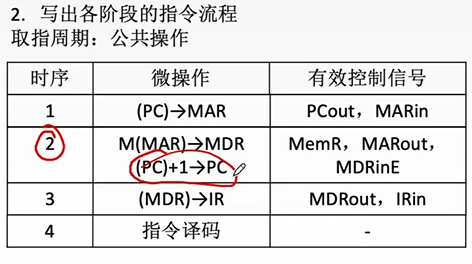 2. 写出各阶段的指令流程
取指周期：公共操作
时序 微操作 有效控制信号
1 (PC)→MAR PCout，MARin
2 M(MAR)→MDR MemR，MARout，
(PC)+1→PC MDRinE
3 (MDR)→IR MDRout，IRin
4 指令译码 -